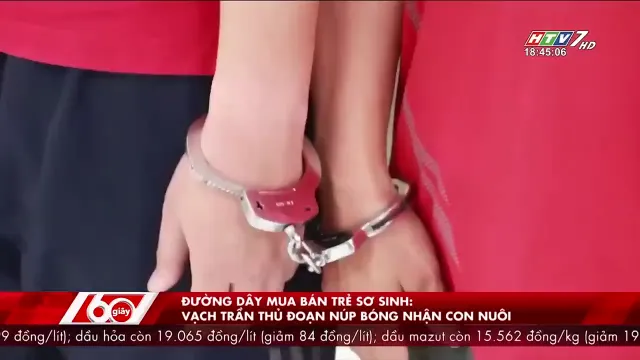 HTV7 HD
18:45:06
60 giây
ĐƯỜNG DÂY MUA BÁN TRẺ SƠ SINH:
VẠCH TRẦN THỦ ĐOẠN NÚP BÓNG NHẬN CON NUÔI
9 đồng/lít); dầu hỏa còn 19.065 đồng/lít (giảm 84 đồng/lít); dầu mazut còn 15.562 đồng/kg (giảm 19